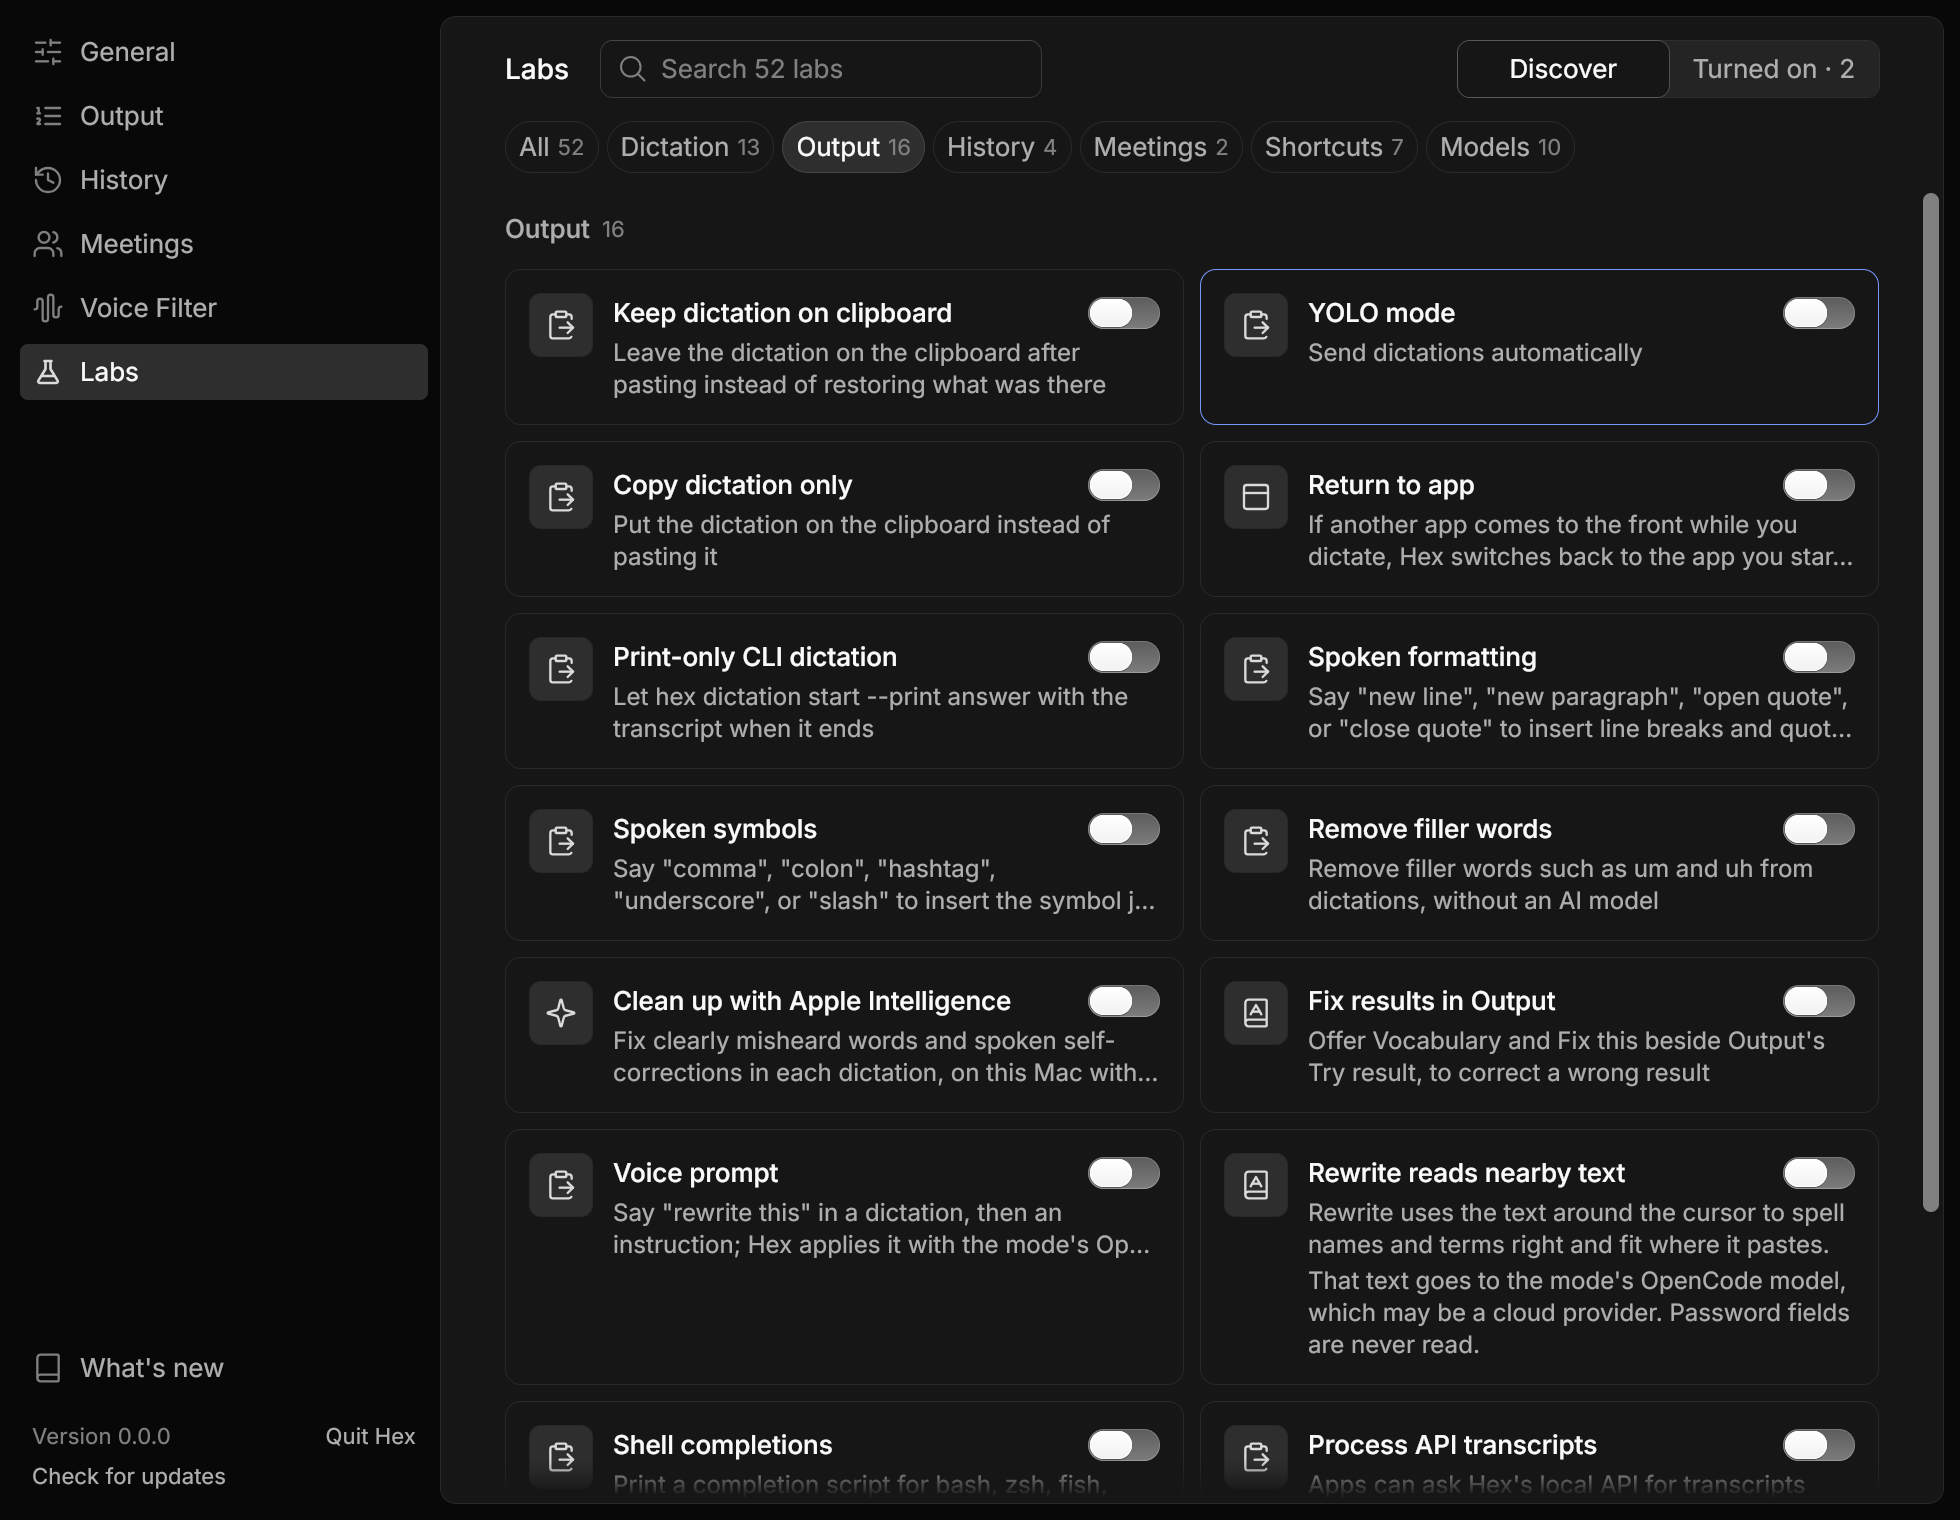 General
Output
History
Meetings
Voice Filter
Labs
What's new
Version 0.0.0
Quit Hex
Check for updates
Labs
Search 52 labs
Discover
Turned on · 2
All 52
Dictation 13
Output 16
History 4
Meetings 2
Shortcuts 7
Models 10
Output 16
Keep dictation on clipboard
Leave the dictation on the clipboard after
pasting instead of restoring what was there
YOLO mode
Send dictations automatically
Copy dictation only
Put the dictation on the clipboard instead of
pasting it
Return to app
If another app comes to the front while you
dictate, Hex switches back to the app you star...
Print-only CLI dictation
Let hex dictation start --print answer with the
transcript when it ends
Spoken formatting
Say "new line", "new paragraph", "open quote",
or "close quote" to insert line breaks and quot...
Spoken symbols
Say "comma", "colon", "hashtag",
"underscore", or "slash" to insert the symbol j...
Remove filler words
Remove filler words such as um and uh from
dictations, without an AI model
Clean up with Apple Intelligence
Fix clearly misheard words and spoken self-
corrections in each dictation, on this Mac with...
Fix results in Output
Offer Vocabulary and Fix this beside Output's
Try result, to correct a wrong result
Voice prompt
Say "rewrite this" in a dictation, then an
instruction; Hex applies it with the mode's Op...
Rewrite reads nearby text
Rewrite uses the text around the cursor to spell
names and terms right and fit where it pastes.
That text goes to the mode's OpenCode model,
which may be a cloud provider. Password fields
are never read.
Shell completions
Print a completion script for bash, zsh, fish,
Process API transcripts
Apps can ask Hex's local API for transcripts